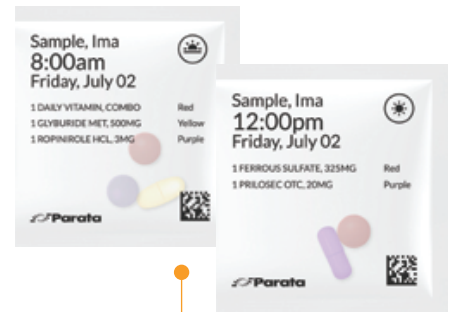 Sample, Ima
8:00am
Friday, July 02
1 DAILY VITAMIN, COMBO Red
1 GLYBURIDE MET, 500MG Yellow
1 ROPINIROLE HCL, 3MG Purple
Parata
Sample, Ima
12:00pm
Friday, July 02
1 FERROUS SULFATE, 325MG Red
1 PRILOSEC OTC, 20MG Purple
Parata